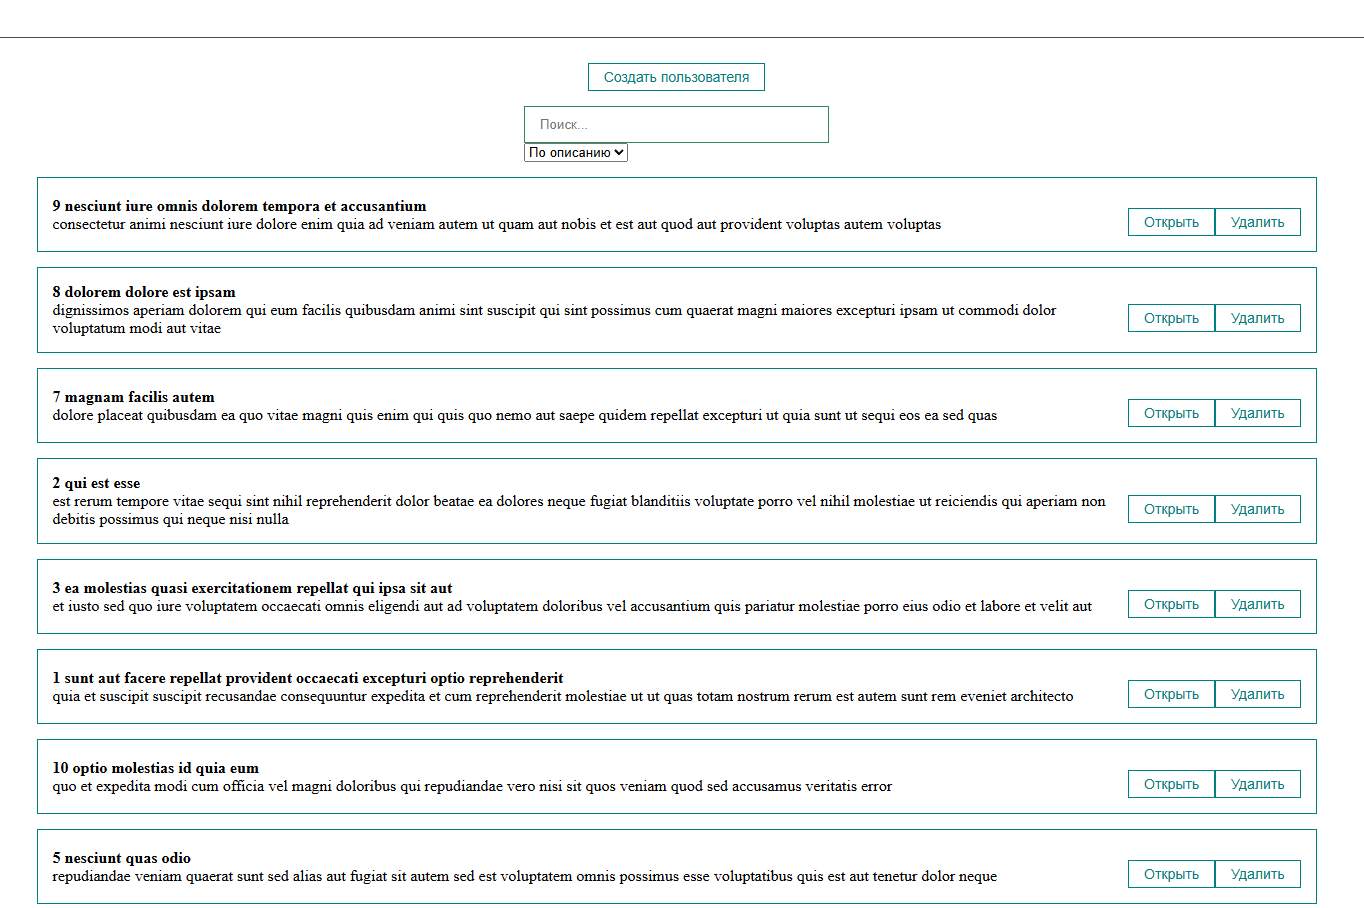 Создать пользователя
Поиск...
По описанию
9 nesciunt iure omnis dolorem tempora et accusantium
consectetur animi nesciunt iure dolore enim quia ad veniam autem ut quam aut nobis et est aut quod aut provident voluptas autem voluptas
Открыть Удалить
8 dolorem dolore est ipsam
dignissimos aperiam dolorem qui eum facilis quibusdam animi sint suscipit qui sint possimus cum quaerat magni maiores excepturi ipsam ut commodi dolor
voluptatum modi aut vitae
Открыть Удалить
7 magnam facilis autem
dolore placeat quibusdam ea quo vitae magni quis enim qui quis quo nemo aut saepe quidem repellat excepturi ut quia sunt ut sequi eos ea sed quas
Открыть Удалить
2 qui est esse
est rerum tempore vitae sequi sint nihil reprehenderit dolor beatae ea dolores neque fugiat blanditiis voluptate porro vel nihil molestiae ut reiciendis qui aperiam non
debitis possimus qui neque nisi nulla
Открыть Удалить
3 ea molestias quasi exercitationem repellat qui ipsa sit aut
et iusto sed quo iure voluptatem occaecati omnis eligendi aut ad voluptatem doloribus vel accusantium quis pariatur molestiae porro eius odio et labore et velit aut
Открыть Удалить
1 sunt aut facere repellat provident occaecati excepturi optio reprehenderit
quia et suscipit suscipit recusandae consequuntur expedita et cum reprehenderit molestiae ut ut quas totam nostrum rerum est autem sunt rem eveniet architecto
Открыть Удалить
10 optio molestias id quia eum
quo et expedita modi cum officia vel magni doloribus qui repudiandae vero nisi sit quos veniam quod sed accusamus veritatis error
Открыть Удалить
5 nesciunt quas odio
repudiandae veniam quaerat sunt sed alias aut fugiat sit autem sed est voluptatem omnis possimus esse voluptatibus quis est aut tenetur dolor neque
Открыть Удалить